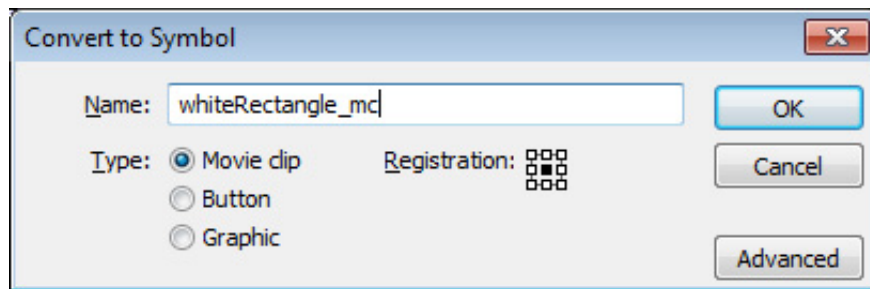 Convert to Symbol
Name: whiteRectangle_mc
OK
Type: Movie clip Registration: Cancel
Button
Graphic
Advanced